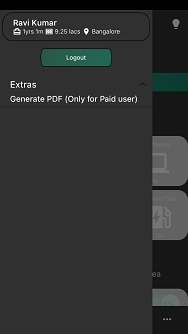 Ravi Kumar
1yrs 1m 9.25 lacs Bangalore
Logout
Extras
Generate PDF (Only for Paid user)